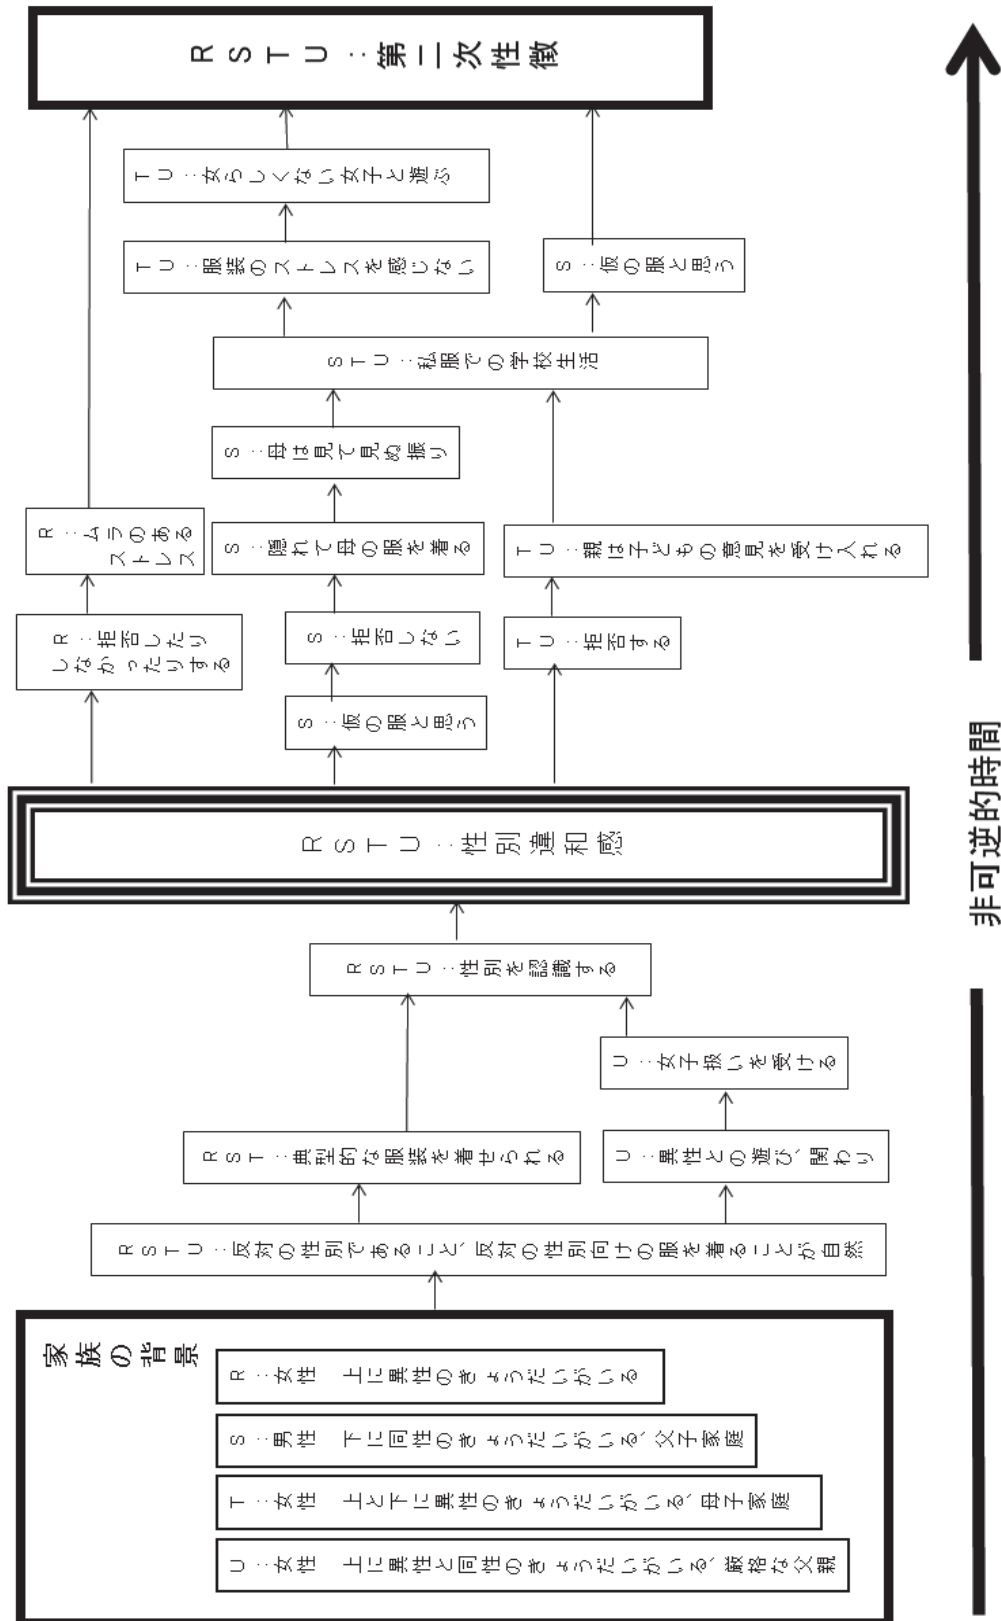 家族の背景
R：女性　上に異性のきょうだいがいる
S：男性　下に同性のきょうだいがいる、父子家庭
T：女性　上と下に異性のきょうだいがいる、母子家庭
U：女性　上に異性と同性のきょうだいがいる、厳格な父親
RSTU：反対の性別であること、反対の性別向けの服を着ることが自然
RST：典型的な服装を着せられる
U：異性との遊び、関わり
U：女子扱いを受ける
RSTU：性別を認識する
RSTU：性別違和感
R：拒否したり
しなかったりする
R：ムラのある
ストレス
S：仮の服と思う
S：拒否しない
S：隠れて母の服を着る
S：母は見て見ぬ振り
TU：拒否する
TU：親は子どもの意見を受け入れる
STU：私服での学校生活
TU：服装のストレスを感じない
TU：女らしくない女子と遊ぶ
S：仮の服と思う
RSTU：第二次性徴
非可逆的時間